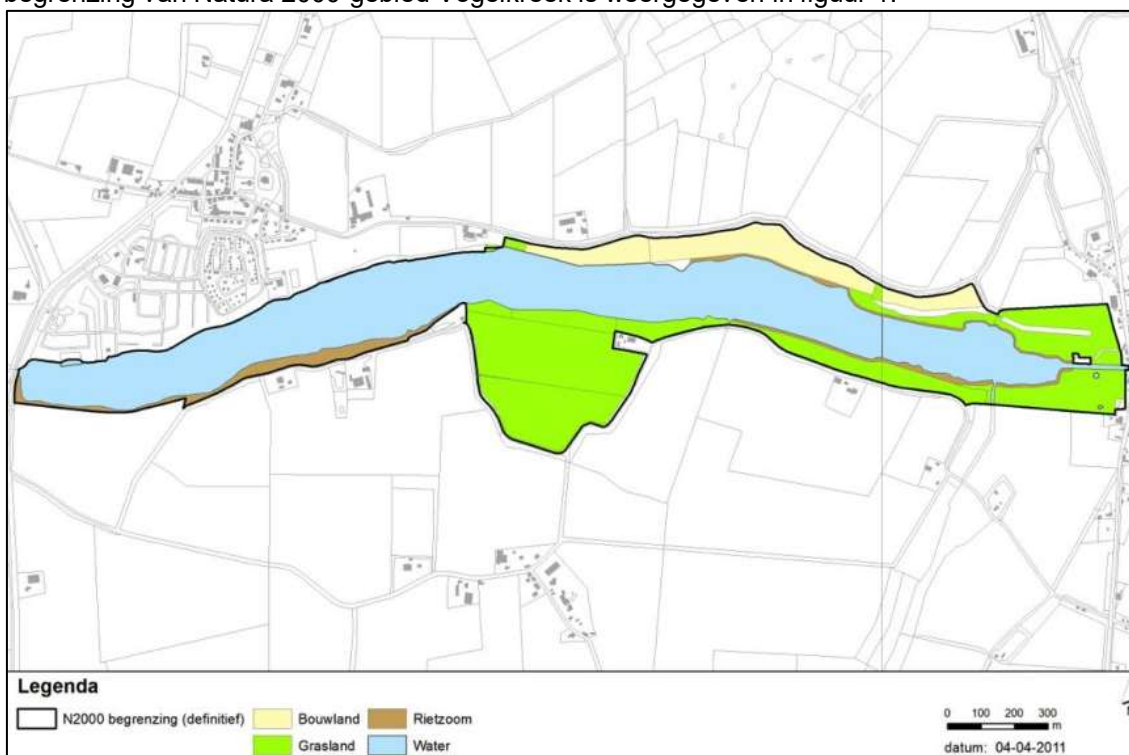 begrenzing van Natura 2000-gebied Vogelkreek is weergegeven in figuur 1.
Legenda
N2000 begrenzing (definitief)
Bouwland
Rietzoom
Grasland
Water
0 100 200 300
m
datum: 04-04-2011